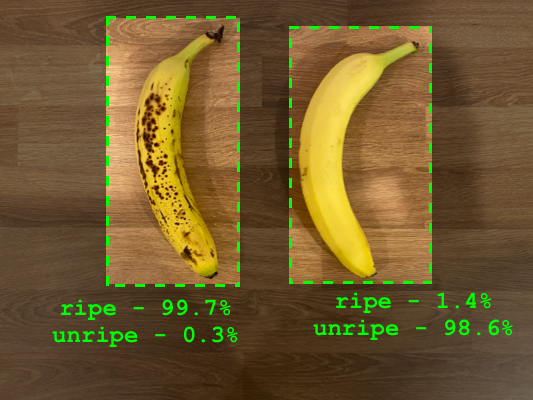 ripe - 99.7%
unripe - 0.3%
ripe - 1.4%
unripe - 98.6%